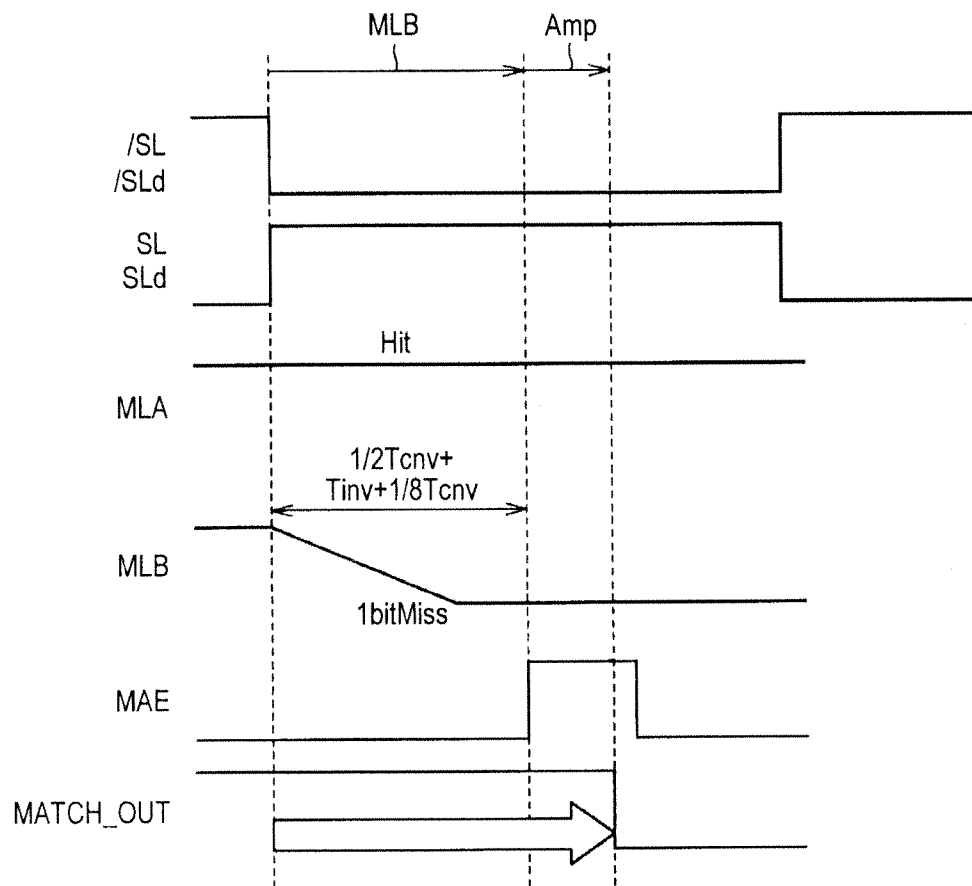 MLB
Amp
/SL
/SLd
SL
SLd
Hit
MLA
1/2Tcnv+
Tinv+1/8Tcnv
MLB
1bitMiss
MAE
MATCH_OUT